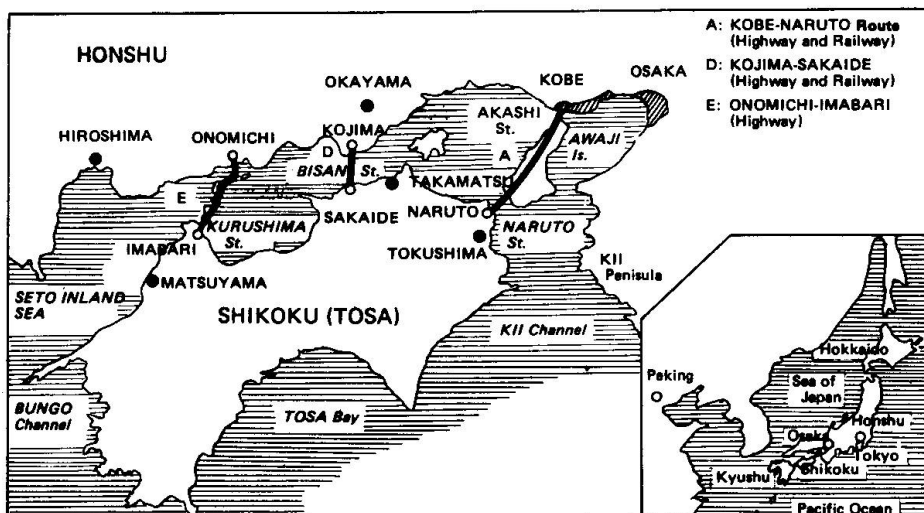 A: KOBE-NARUTO Route
(Highway and Railway)
D: KOJIMA-SAKAIDE
(Highway and Railway)
E: ONOMICHI-IMABARI
(Highway)
HONSHU
OKAYAMA
KOBE
OSAKA
HIROSHIMA
ONOMICHI
KOJIMA
D
AKASHI
St.
A
AWAJI
Is.
BISAN St.
TAKAMATSU
E
SAKAIDE
NARUTO
KURUSHIMA
St.
NARUTO
St.
IMABARI
TOKUSHIMA
MATSUYAMA
KII
Penisula
SETO INLAND
SEA
SHIKOKU (TOSA)
KII Channel
BUNGO
Channel
TOSA Bay
Hokkaido
Peking
Sea of
Japan
Honshu
Osaka
Tokyo
Kyushu
Shikoku
Pacific Ocean